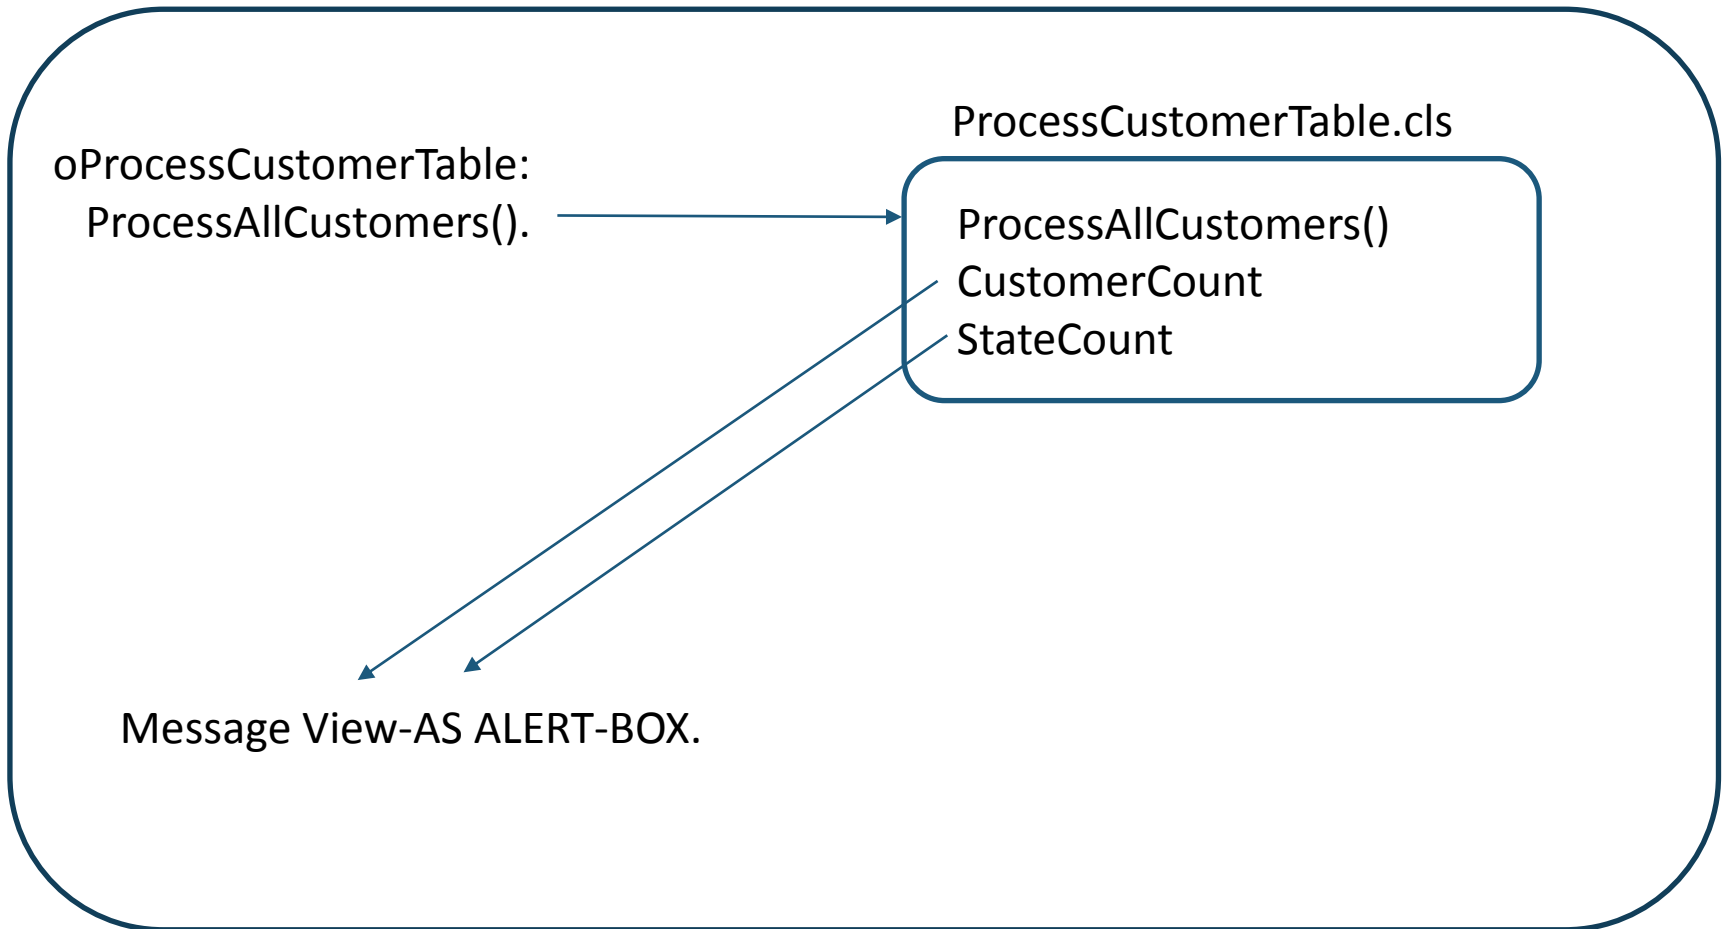 oProcessCustomerTable:
ProcessAllCustomers().
ProcessCustomerTable.cls
ProcessAllCustomers()
CustomerCount
StateCount
Message View-AS ALERT-BOX.